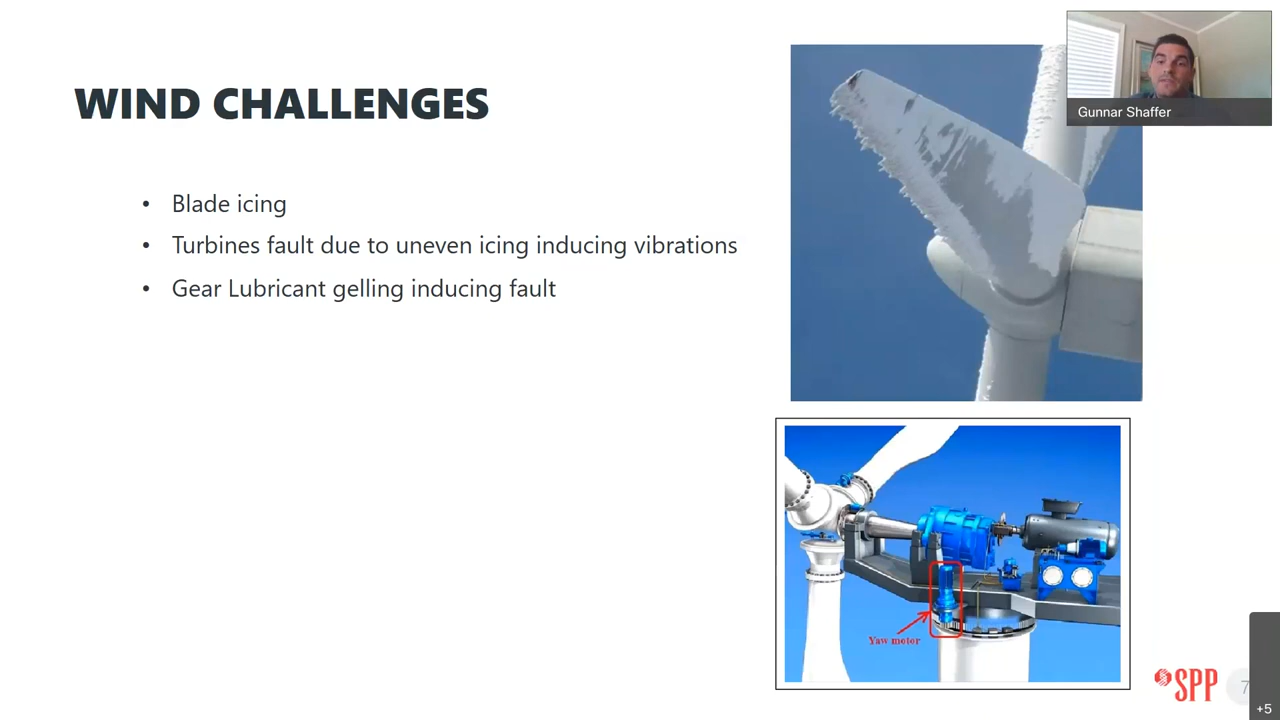 WIND CHALLENGES
• Blade icing
• Turbines fault due to uneven icing inducing vibrations
• Gear Lubricant gelling inducing fault
Gunnar Shaffer
Yaw motor
SPP
7
+5